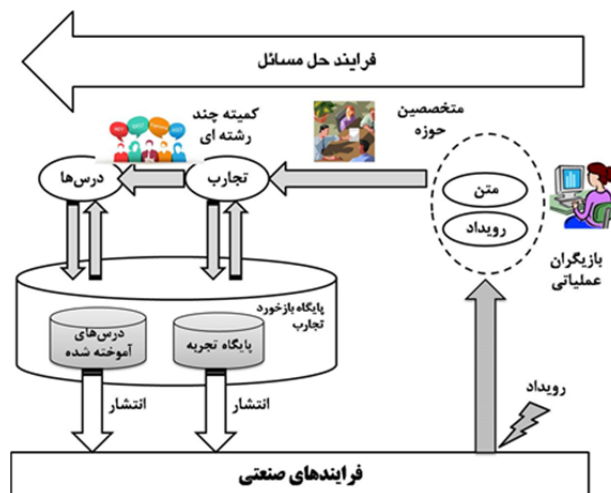 فرایند حل مسائل
متخصصین
حوزه
کمیته چند
رشته ای
متن
رویداد
تجارب
درس‌ها
بازیگران
عملیاتی
پایگاه بازخورد
تجارب
پایگاه تجربه
درس‌های
آموخته شده
رویداد
انتشار
انتشار
فرایندهای صنعتی